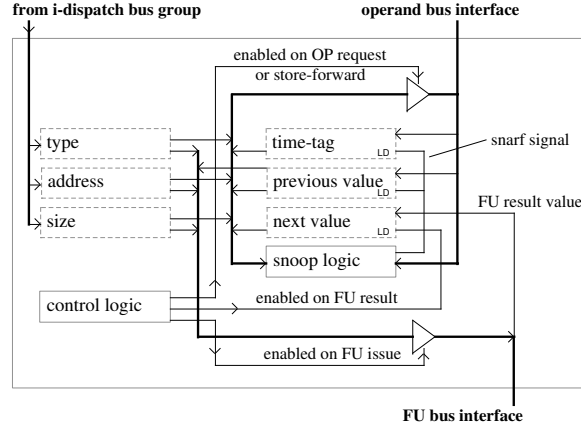 from i-dispatch bus group
operand bus interface
enabled on OP request
or store-forward
snarf signal
type
time-tag
LD
address
previous value
LD
FU result value
size
next value
LD
snoop logic
control logic
enabled on FU result
enabled on FU issue
FU bus interface